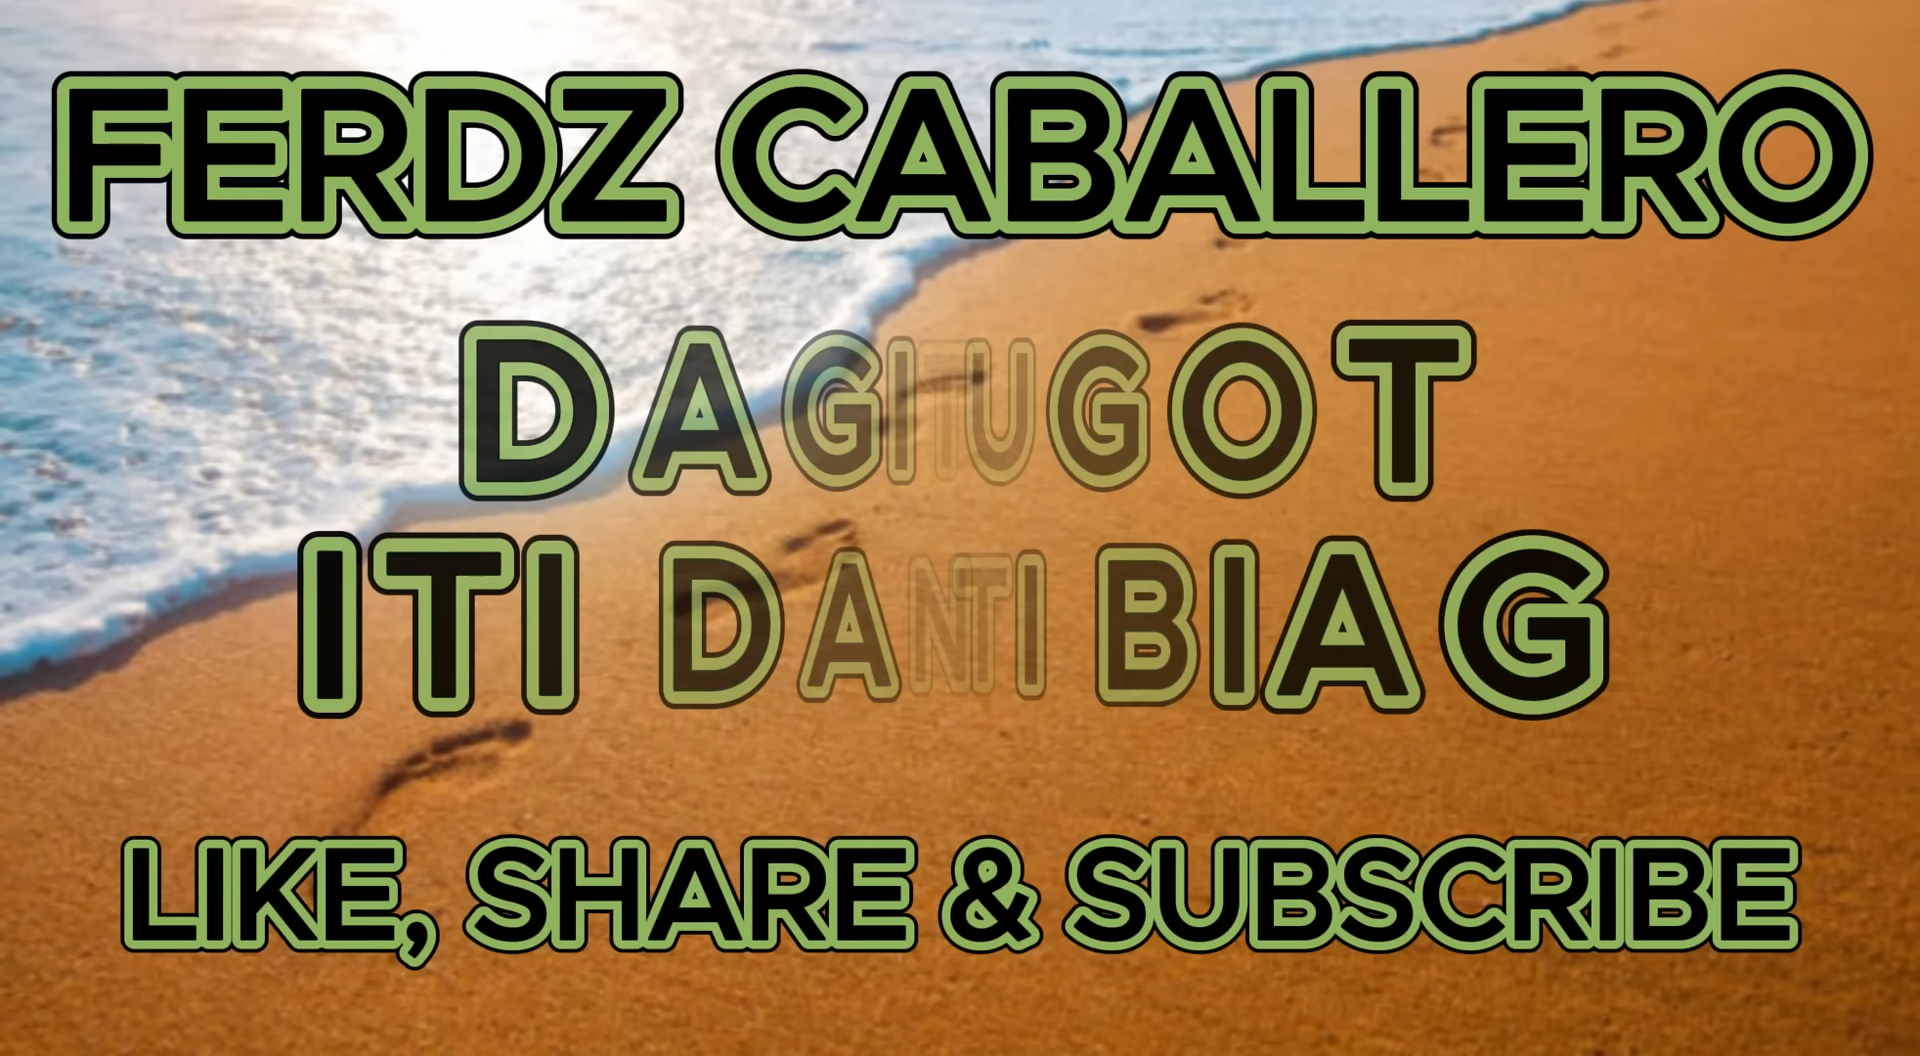 FERDZ CABALLERO
DAGITUGOT
ITI DANTI BIAG
LIKE, SHARE & SUBSCRIBE